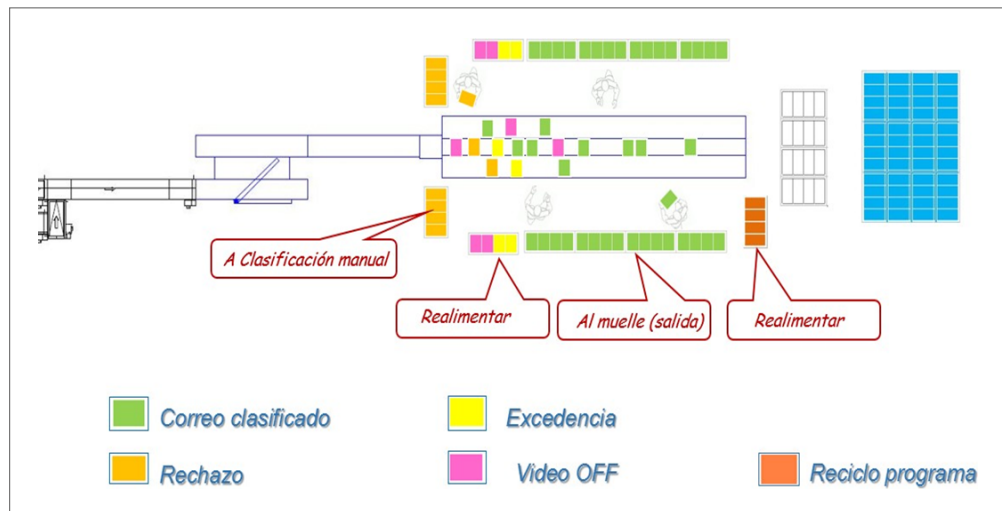 A Clasificación manual
Realimentar
Al muelle (salida)
Realimentar
Correo clasificado
Excedencia
Rechazo
Video OFF
Reciclo programa